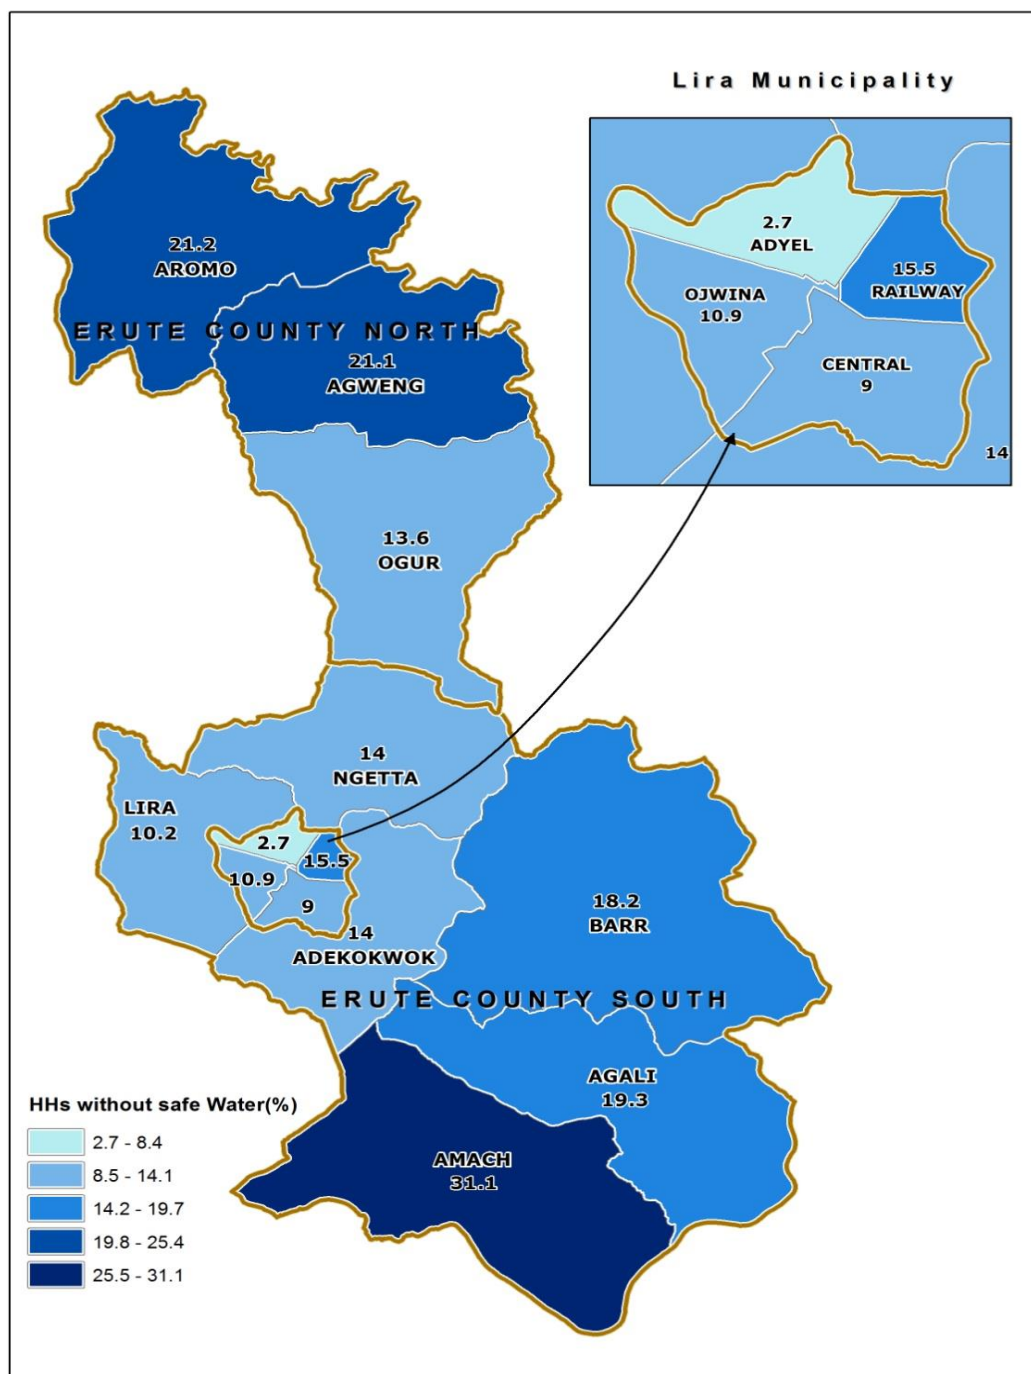 Lira Municipality
2.7
ADYEL
15.5
RAILWAY
OJWINA
10.9
CENTRAL
9
14
21.2
AROMO
ERUTE COUNTY NORTH
21.1
AGWENG
13.6
OGUR
14
NGETTA
LIRA
10.2
2.7
15.5
10.9
9
14
ADEKOKWOK
18.2
BARR
ERUTE COUNTY SOUTH
AGALI
19.3
AMACH
31.1
HHs without safe Water(%)
2.7 - 8.4
8.5 - 14.1
14.2 - 19.7
19.8 - 25.4
25.5 - 31.1